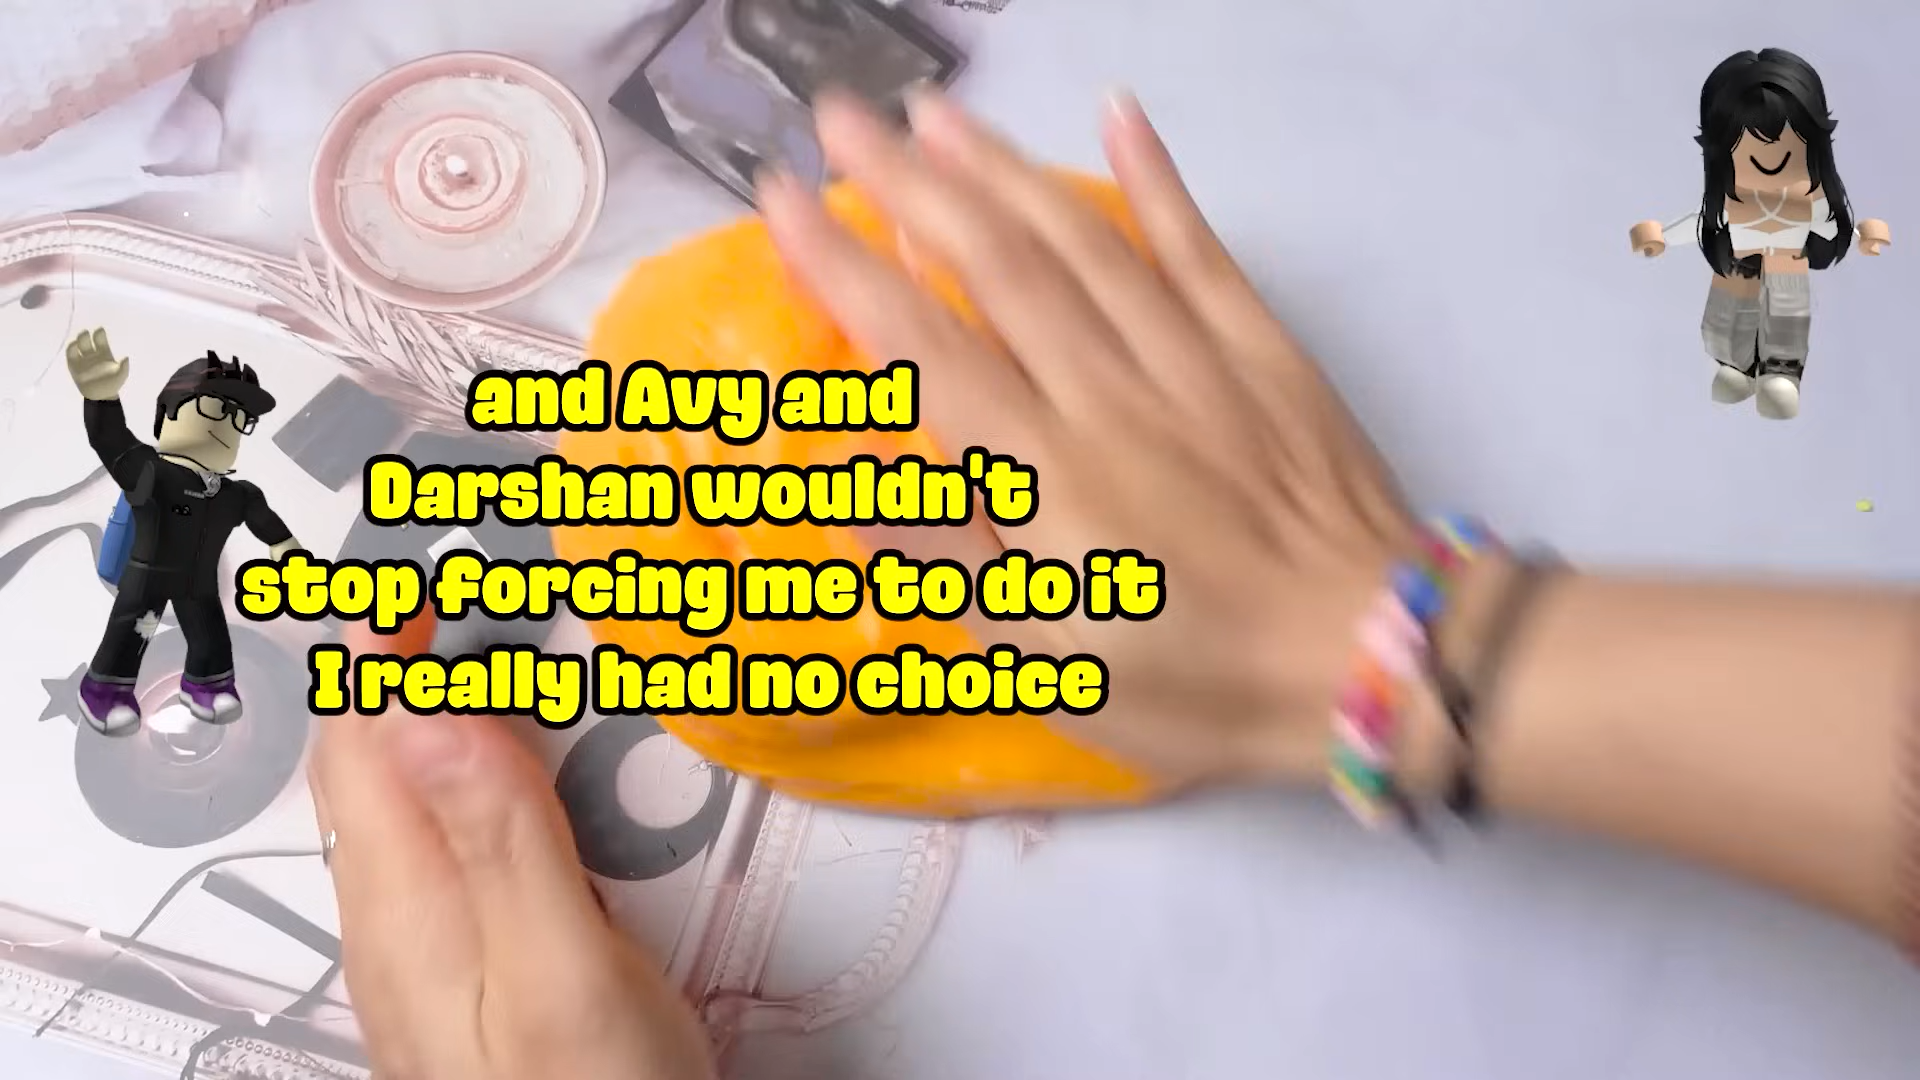 and Avy and
Darshan wouldn't
stop forcing me to do it
I really had no choice